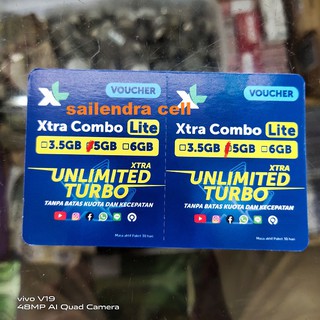 XL VOUCHER VOUCHER
sailendra cell
Xtra Combo Lite Xtra Combo Lite
3.5GB 5GB 6GB 3.5GB 5GB 6GB
XTRA XTRA
UNLIMITED TURBO UNLIMITED TURBO
TANPA BATAS KUOTA DAN KECEPATAN TANPA BATAS KUOTA DAN KECEPATAN
vivo V19
48MP AI Quad Camera